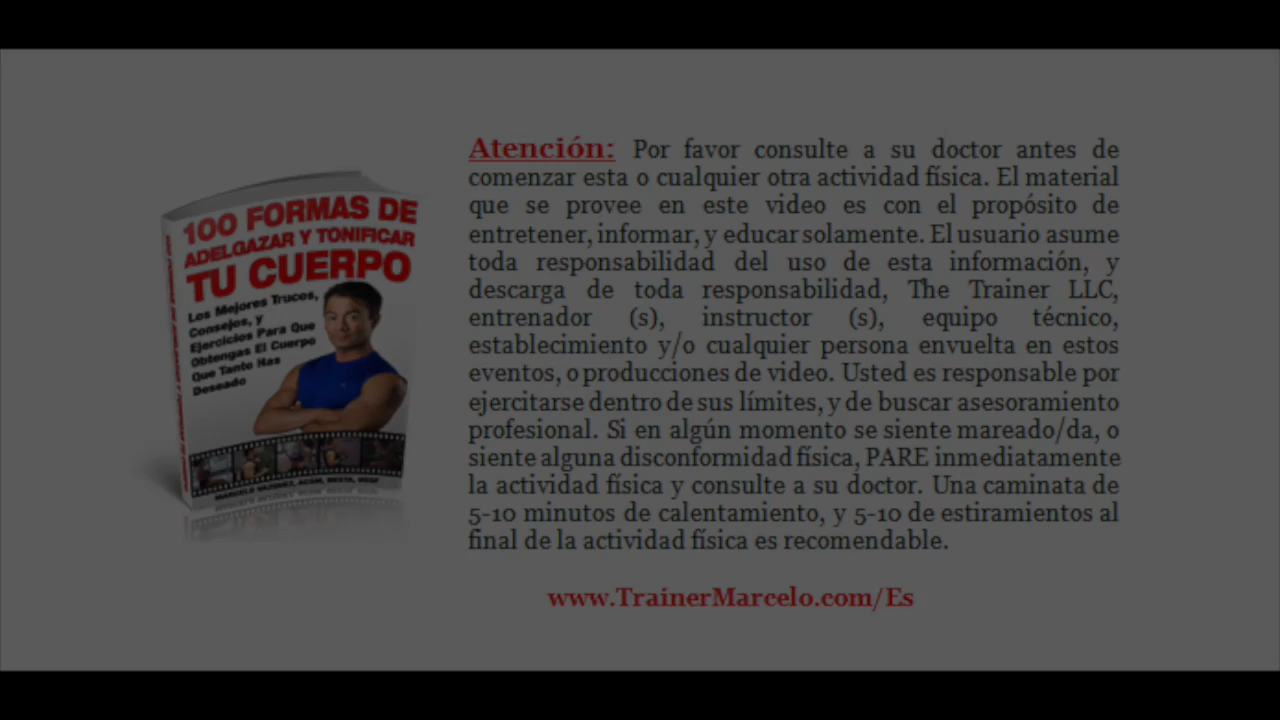 100 FORMAS DE
ADELGAZAR Y TONIFICAR
TU CUERPO
Los Mejores Trucos,
Consejos, y
Ejercicios Para Que
Obtengas El Cuerpo
Que Tanto Has
Deseado
Atención: Por favor consulte a su doctor antes de
comenzar esta o cualquier otra actividad física. El material
que se provee en este video es con el propósito de
entretener, informar, y educar solamente. El usuario asume
toda responsabilidad del uso de esta información, y
descarga de toda responsabilidad, The Trainer LLC,
entrenador (s), instructor (s), equipo técnico,
establecimiento y/o cualquier persona envuelta en estos
eventos, o producciones de video. Usted es responsable por
ejercitarse dentro de sus límites, y de buscar asesoramiento
profesional. Si en algún momento se siente mareado/da, o
siente alguna disconformidad física, PARE inmediatamente
la actividad física y consulte a su doctor. Una caminata de
5-10 minutos de calentamiento, y 5-10 de estiramientos al
final de la actividad física es recomendable.
www.TrainerMarcelo.com/Es